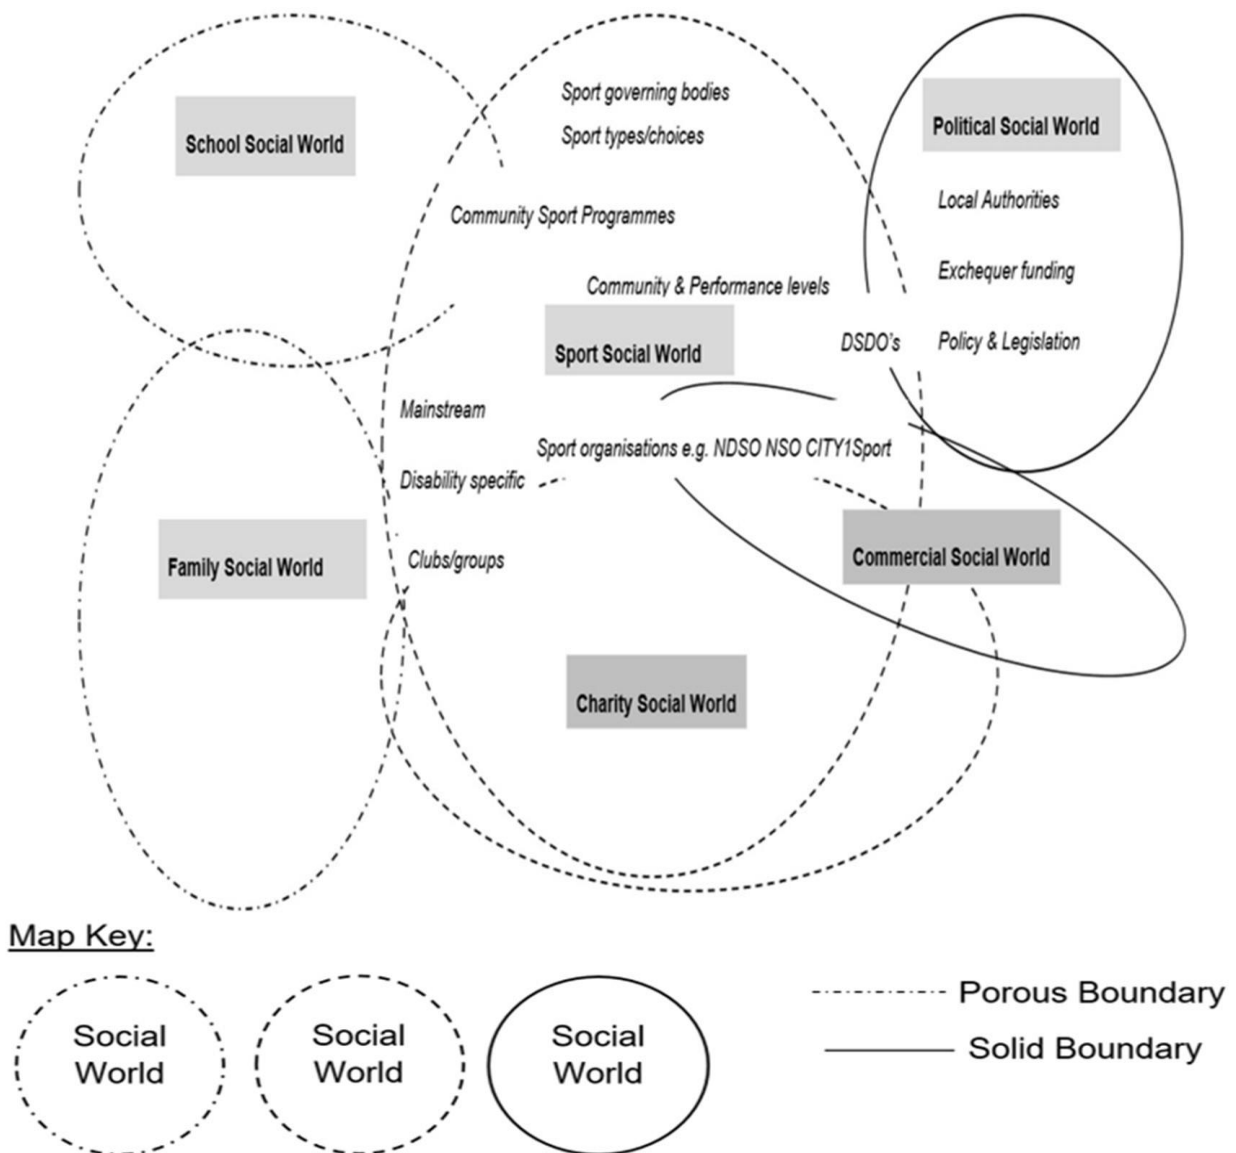 Sport governing bodies
School Social World
Sport types/choices
Political Social World
Local Authorities
Community Sport Programmes
Exchequer funding
Community & Performance levels
Sport Social World
DSDO's
Policy & Legislation
Mainstream
Sport organisations e.g. NDSO NSO CITY1Sport
Disability specific
Family Social World
Clubs/groups
Commercial Social World
Charity Social World
Map Key:
Social
World
Social
World
Social
World
Porous Boundary
Solid Boundary